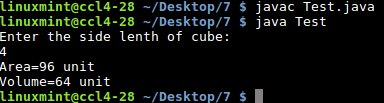 linuxmint@ccl4-28 ~/Desktop/7 $ javac Test.java
linuxmint@ccl4-28 ~/Desktop/7 $ java Test
Enter the side lenth of cube:
4
Area=96 unit
Volume=64 unit
linuxmint@ccl4-28 ~/Desktop/7 $